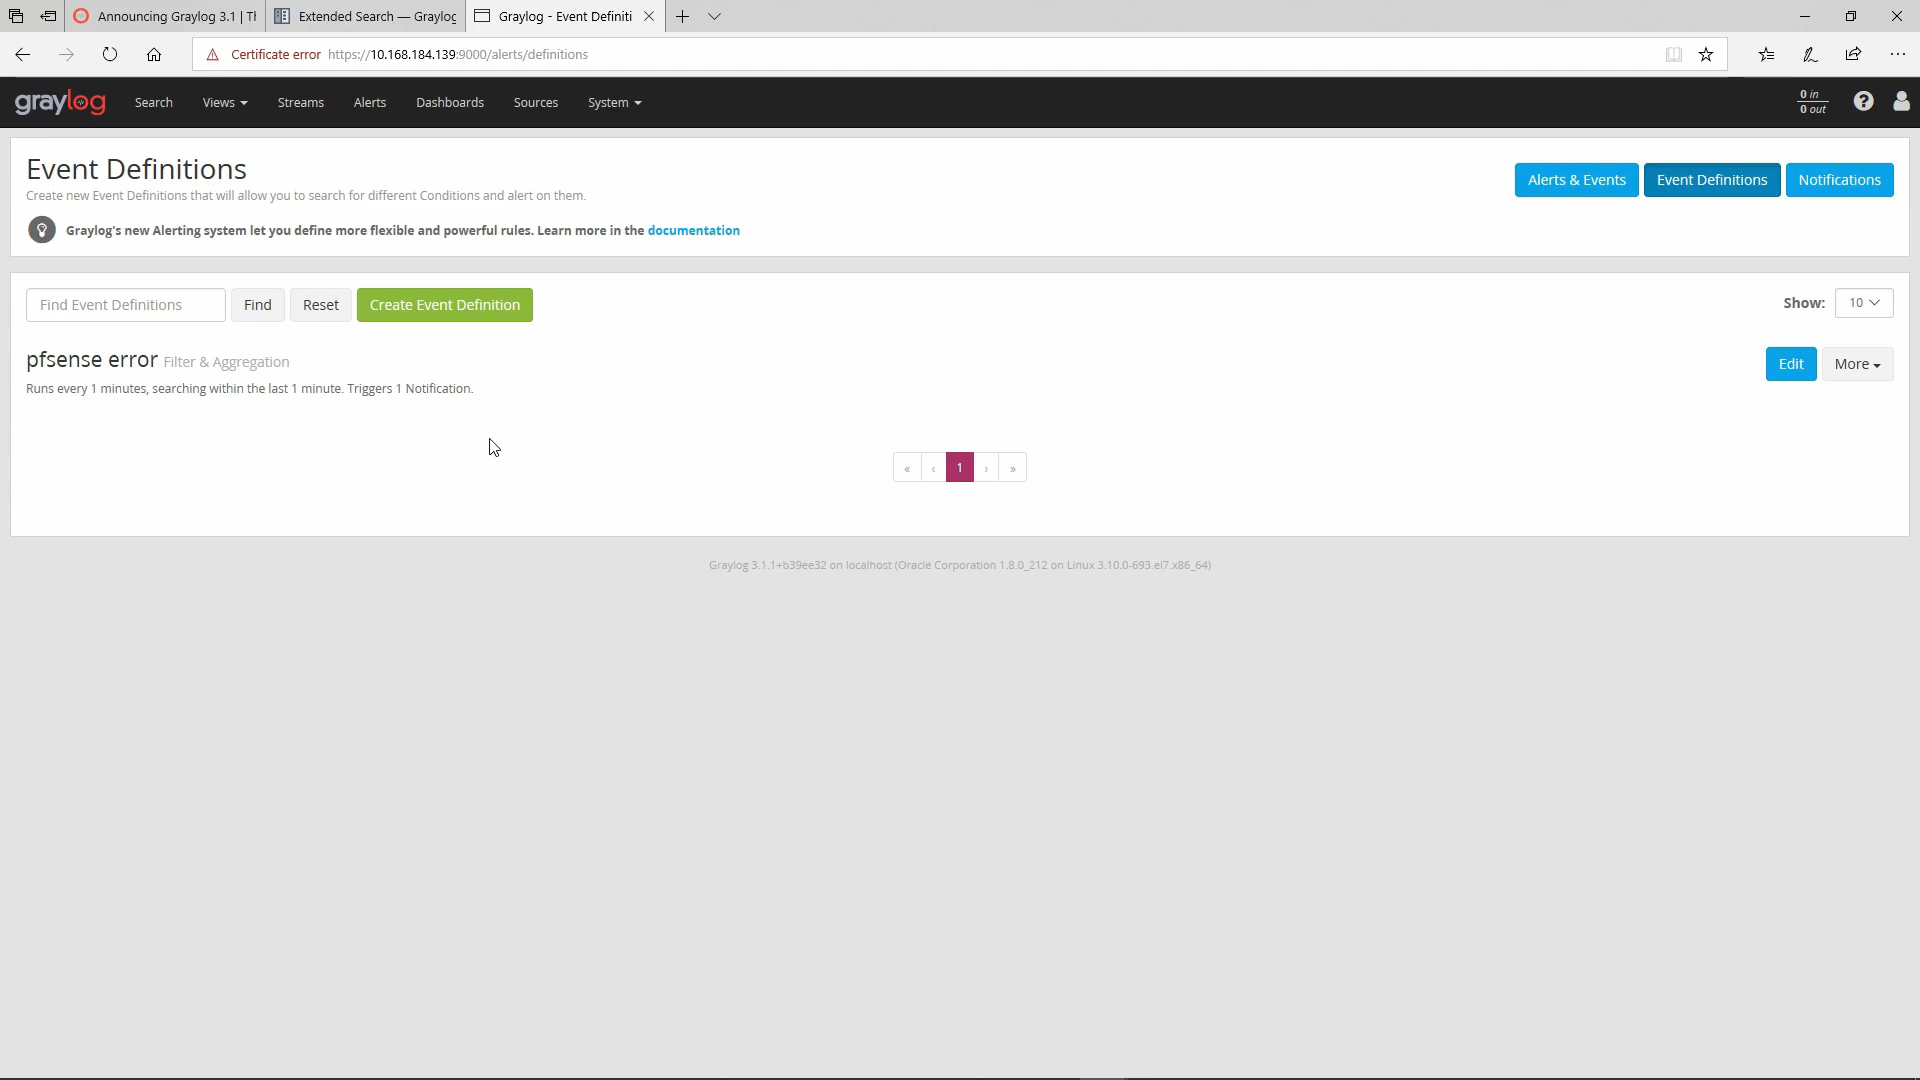 Announcing Graylog 3.1 | Th
Extended Search — Graylog
Graylog - Event Definiti
Certificate error https://10.168.184.139:9000/alerts/definitions
graylog Search Views Streams Alerts Dashboards Sources System
0 in
0 out
Event Definitions
Create new Event Definitions that will allow you to search for different Conditions and alert on them.
Alerts & Events Event Definitions Notifications
Graylog's new Alerting system let you define more flexible and powerful rules. Learn more in the documentation
Find Event Definitions Find Reset Create Event Definition Show: 10
pfsense error Filter & Aggregation
Edit More
Runs every 1 minutes, searching within the last 1 minute. Triggers 1 Notification.
« ‹ 1 › »
Graylog 3.1.1+b39ee32 on localhost (Oracle Corporation 1.8.0_212 on Linux 3.10.0-693.el7.x86_64)